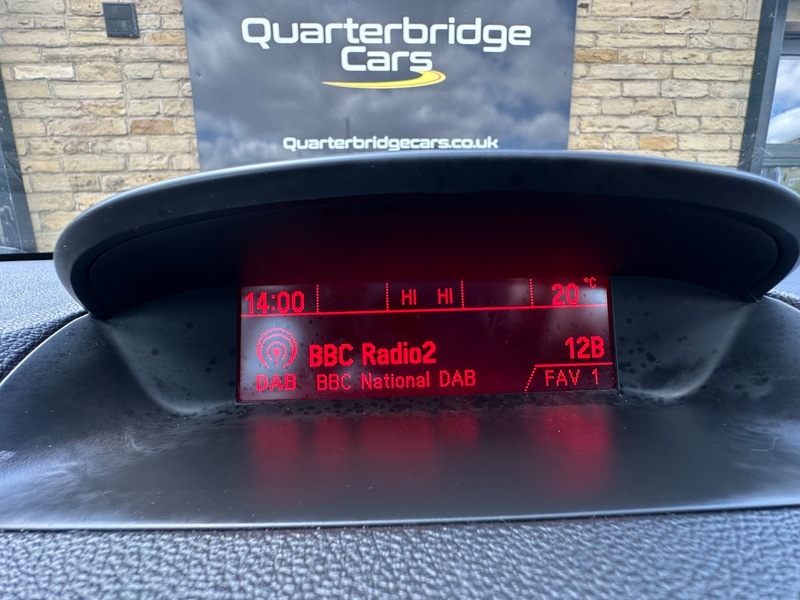 Quarterbridge
Cars
Quarterbridgecars.co.uk
14:00 HI HI 20 °C
BBC Radio2 12B
DAB BBC National DAB FAV 1